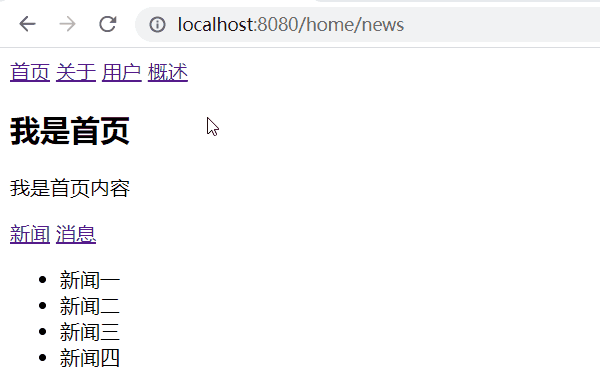 localhost:8080/home/news
首页 关于 用户 概述
我是首页
我是首页内容
新闻 消息
新闻一
新闻二
新闻三
新闻四